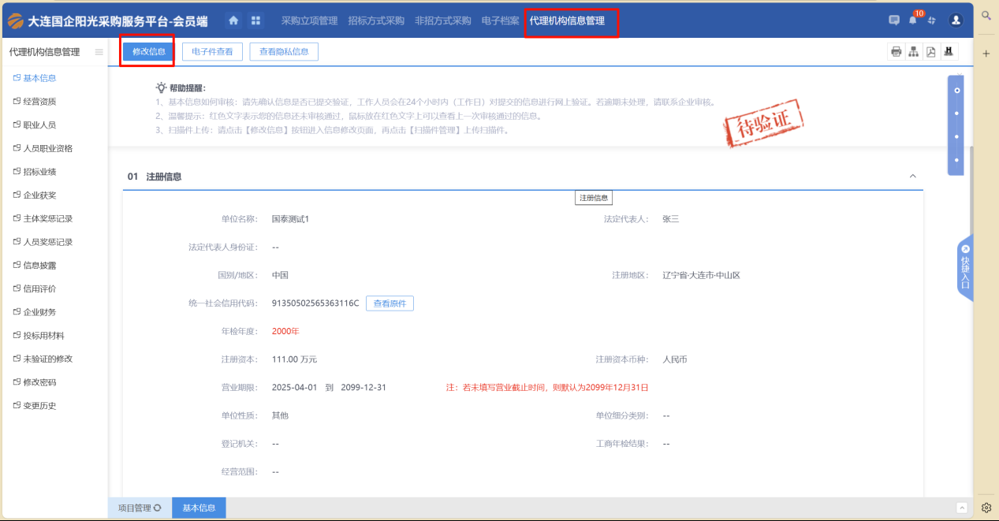 大连国企阳光采购服务平台-会员端
采购立项管理 招标方式采购 非招方式采购 电子档案 代理机构信息管理
10
代理机构信息管理
修改信息 电子件查看 查看隐私信息
基本信息
经营资质
职业人员
人员职业资格
招标业绩
企业获奖
主体奖惩记录
人员奖惩记录
信息披露
信用评价
企业财务
投标用材料
未验证的修改
修改密码
变更历史
帮助提醒：
1、基本信息如何审核：请先确认信息是否已提交验证，工作人员会在24个小时内（工作日）对提交的信息进行网上验证。若逾期未处理，请联系企业审核。
2、温馨提示：红色文字表示您的信息还未审核通过，鼠标放在红色文字上可以查看上一次审核通过的信息。
3、扫描件上传：请点击【修改信息】按钮进入信息修改页面，再点击【扫描件管理】上传扫描件。
待验证
01 注册信息
注册信息
单位名称： 国泰测试1 法定代表人： 张三
法定代表人身份证： --
国别/地区： 中国 注册地区： 辽宁省·大连市·中山区
统一社会信用代码： 91350502565363116C 查看原件
年检年度： 2000年
注册资本： 111.00 万元 注册资本币种： 人民币
营业期限： 2025-04-01 到 2099-12-31 注：若未填写营业截止时间，则默认为2099年12月31日
单位性质： 其他 单位细分类别： --
登记机关： -- 工商年检结果： --
经营范围： --
快捷入口
项目管理 基本信息